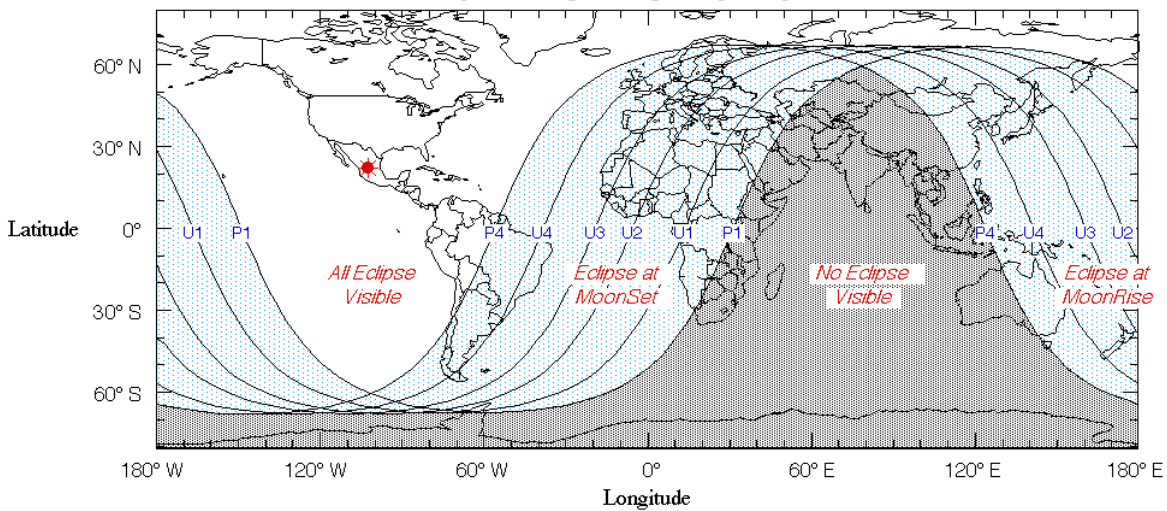 60° N
30° N
Latitude
0°
U1 P1 P4 U4 U3 U2 U1 P1 P4 U4 U3 U2
All Eclipse
Visible
Eclipse at
MoonSet
No Eclipse
Visible
Eclipse at
MoonRise
30° S
60° S
180° W 120° W 60° W 0° 60° E 120° E 180° E
Longitude